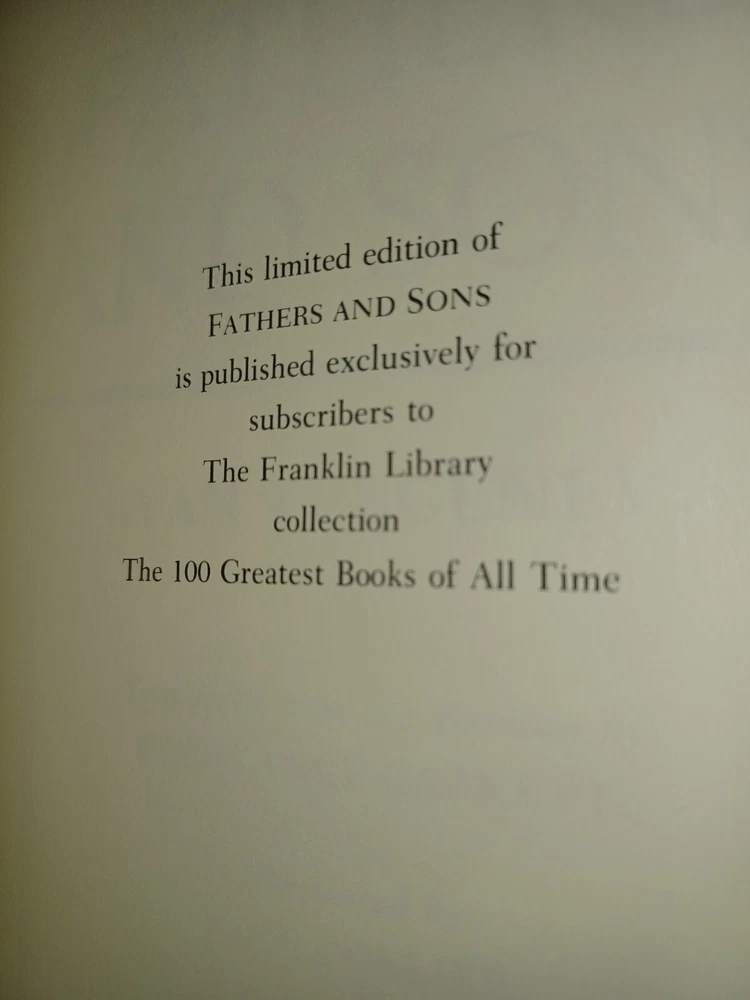 This limited edition of
FATHERS AND SONS
is published exclusively for
subscribers to
The Franklin Library
collection
The 100 Greatest Books of All Time